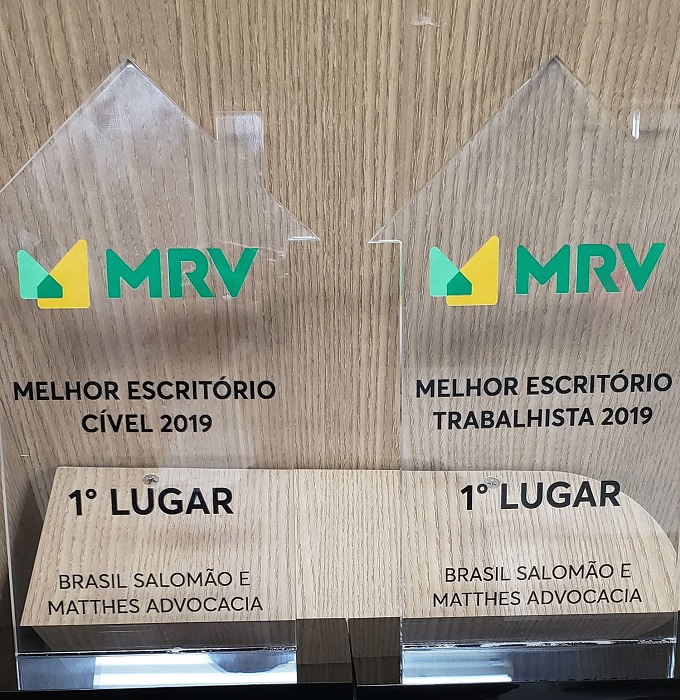 MRV
MELHOR ESCRITÓRIO
CÍVEL 2019
1° LUGAR
BRASIL SALOMÃO E
MATTHES ADVOCACIA
MRV
MELHOR ESCRITÓRIO
TRABALHISTA 2019
1° LUGAR
BRASIL SALOMÃO E
MATTHES ADVOCACIA